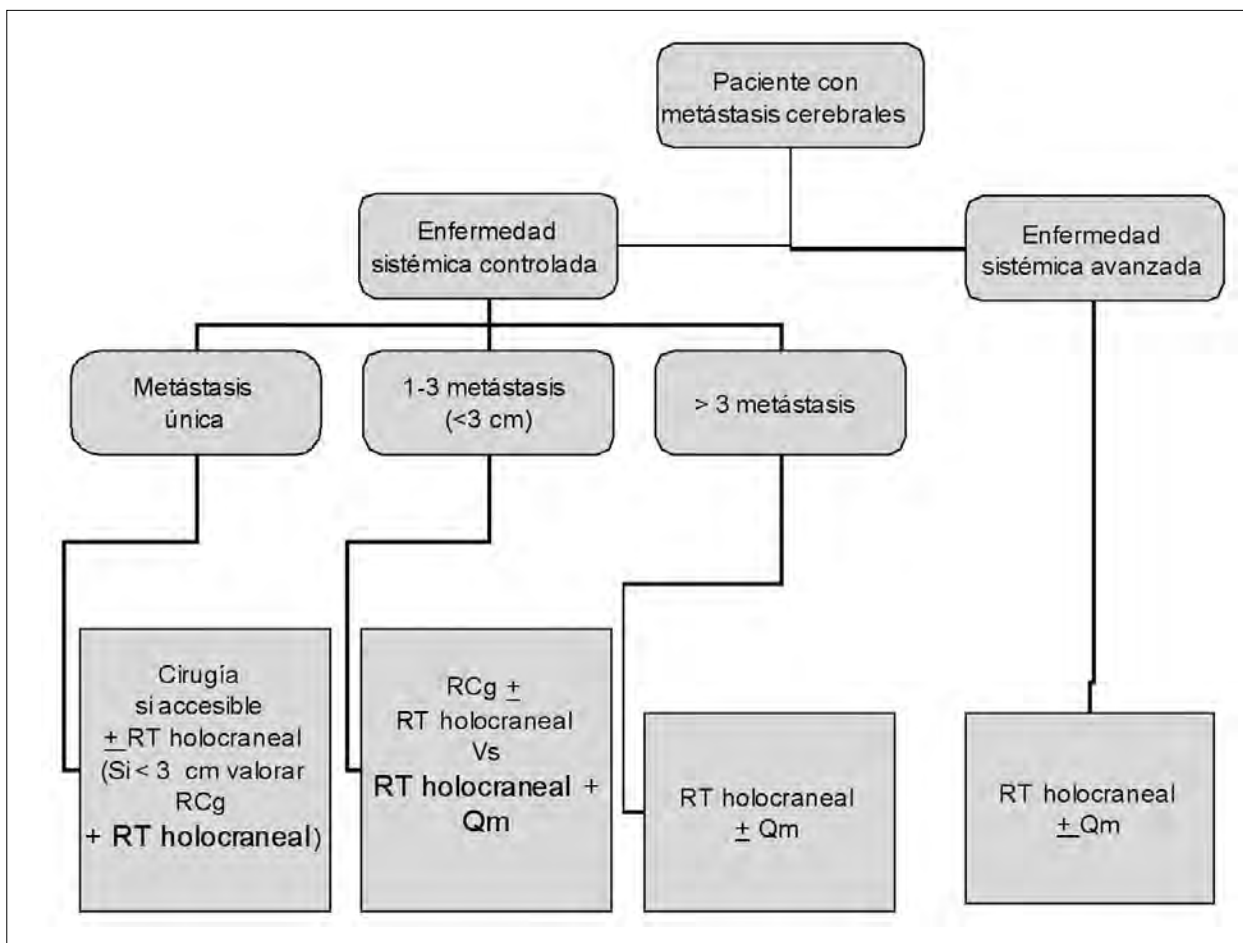 Paciente con
metástasis cerebrales
Enfermedad
sistémica controlada
Enfermedad
sistémica avanzada
Metástasis
única
1-3 metástasis
(<3 cm)
> 3 metástasis
Cirugía
si accesible
± RT holocraneal
(Si < 3 cm valorar
RCg
+ RT holocraneal)
RCg ±
RT holocraneal
Vs
RT holocraneal +
Qm
RT holocraneal
± Qm
RT holocraneal
± Qm